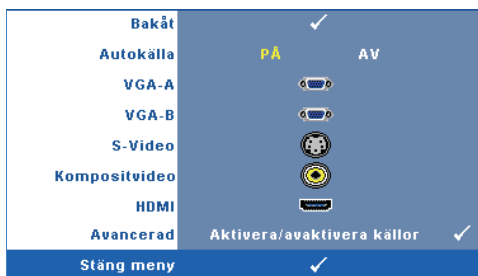 Bakåt
Autokälla PÅ AV
VGA-A
VGA-B
S-Video
Kompositvideo
HDMI
Avancerad Aktivera/avaktivera källor
Stäng meny